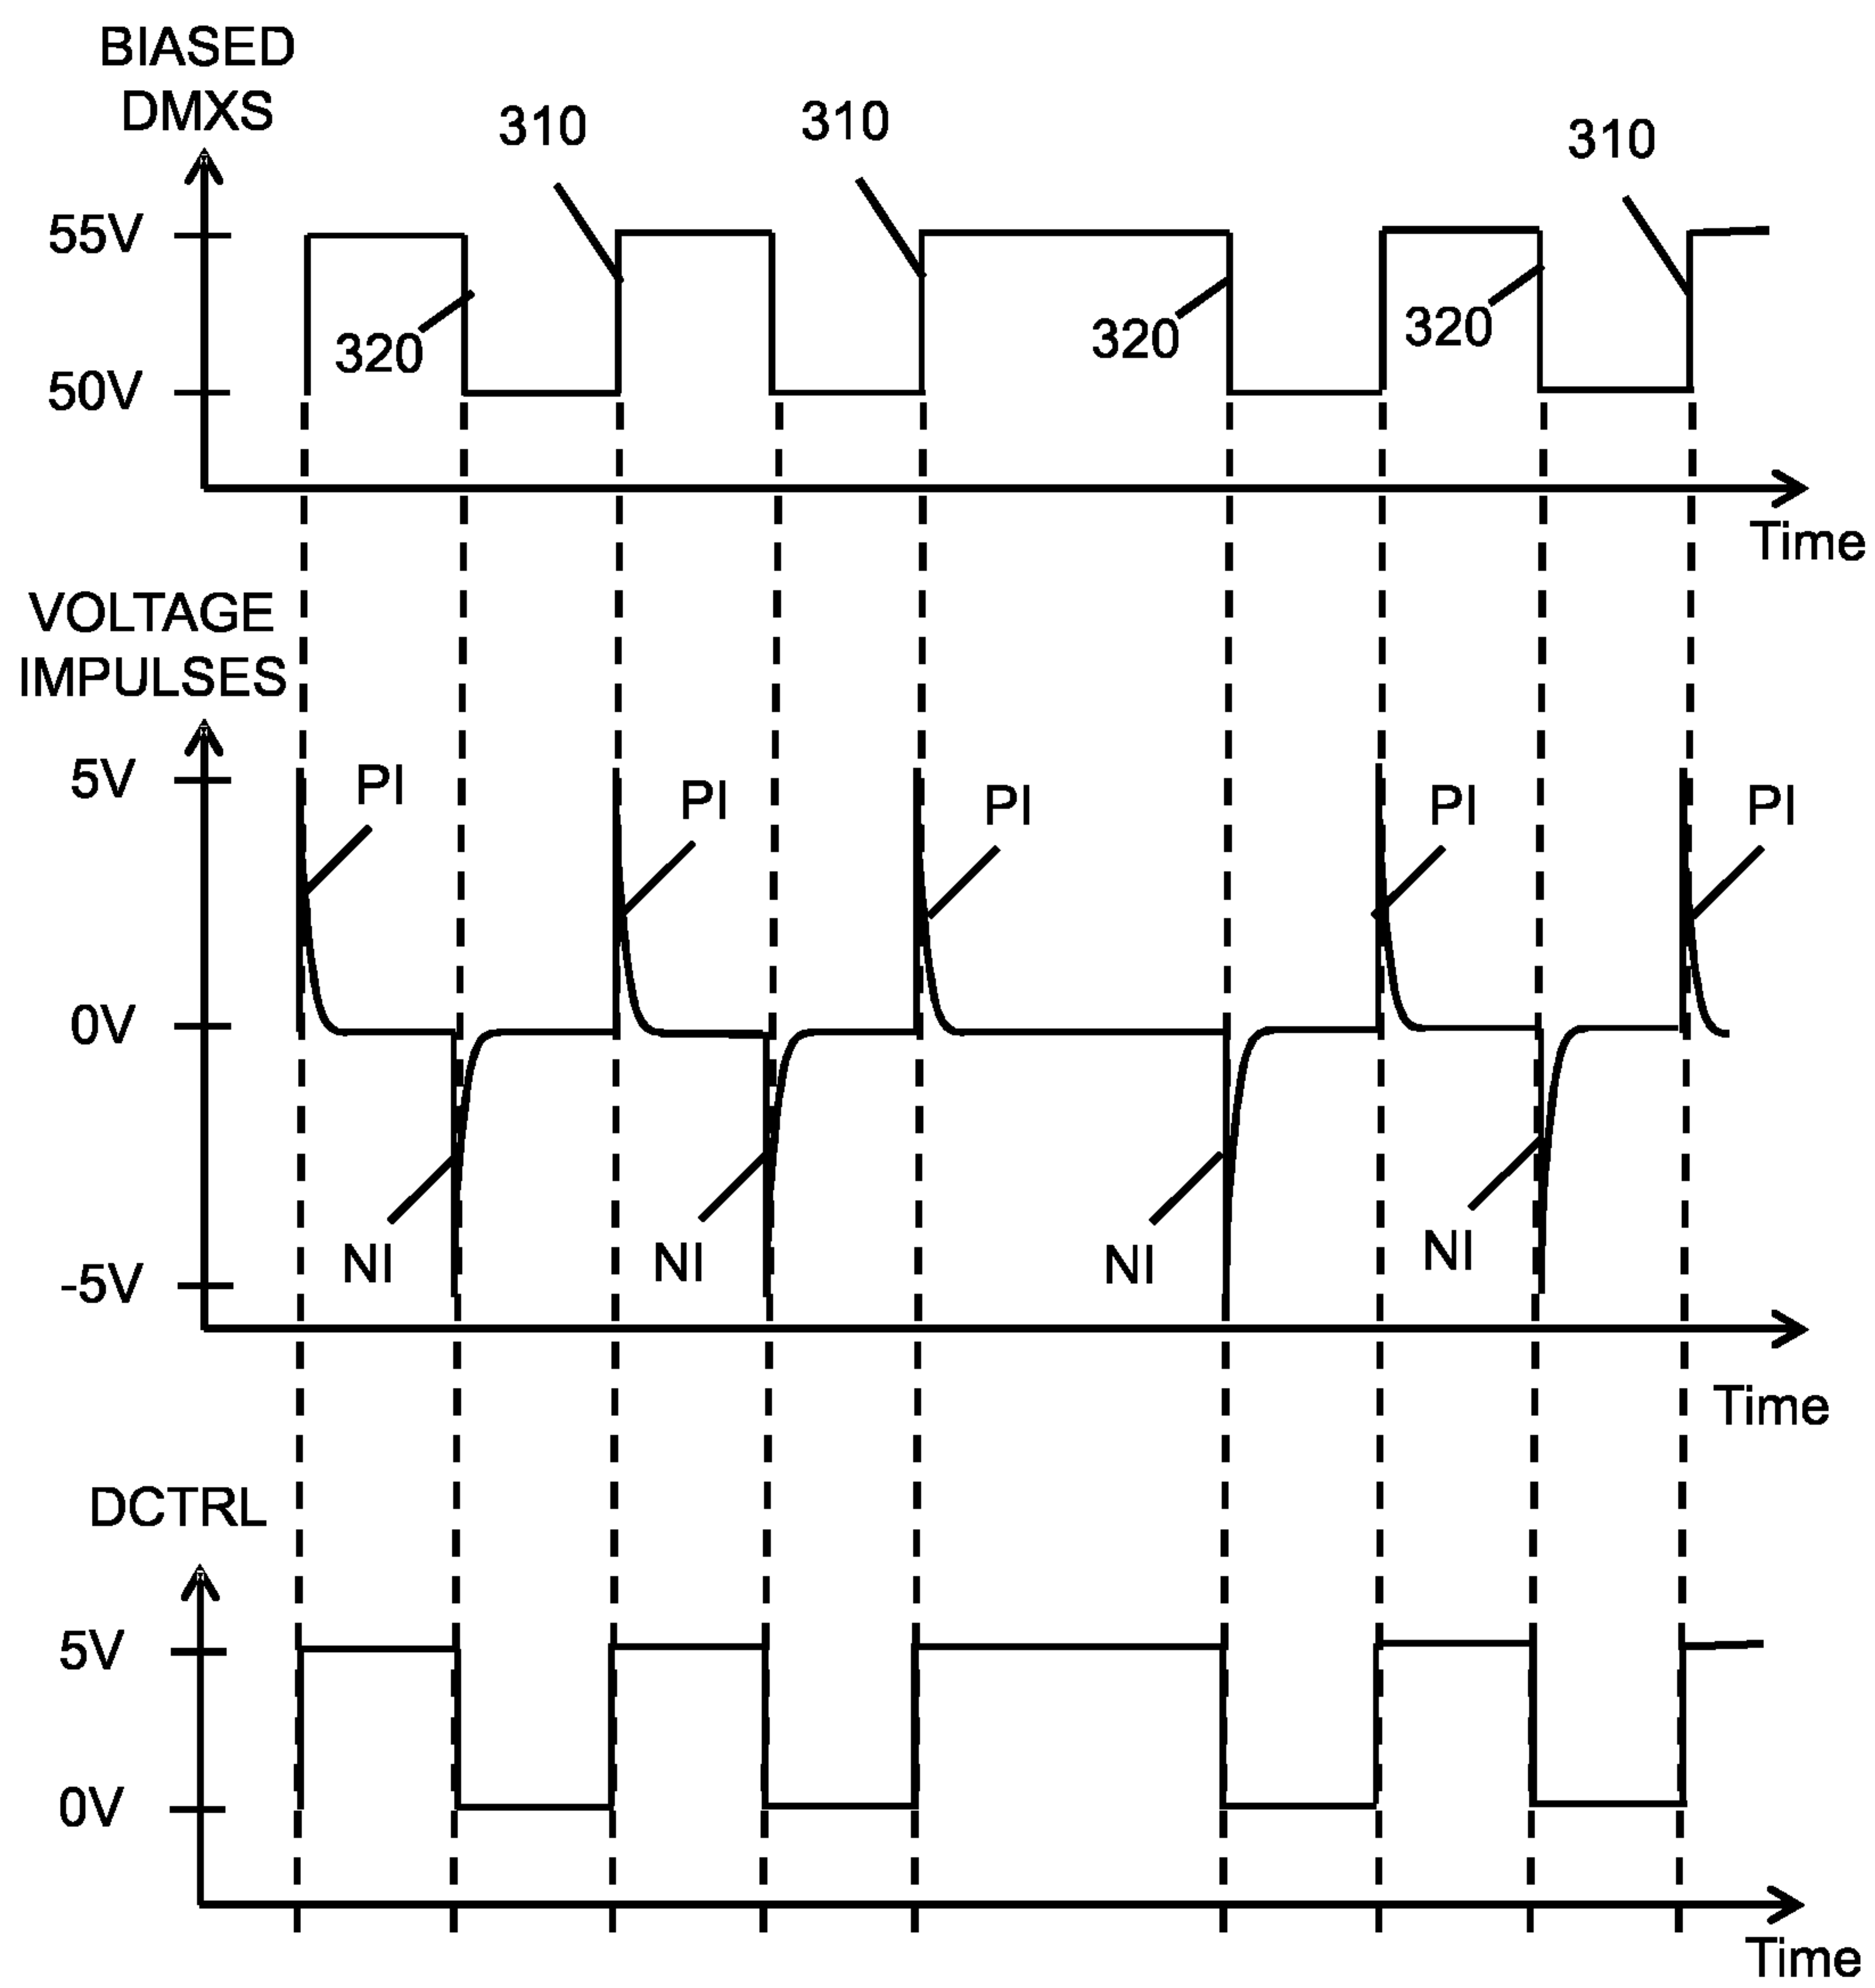 BIASED
DMXS
310
310
310
55V
320
320
320
50V
Time
VOLTAGE
IMPULSES
5V
PI
PI
PI
PI
PI
0V
NI
NI
NI
NI
-5V
Time
DCTRL
5V
0V
Time